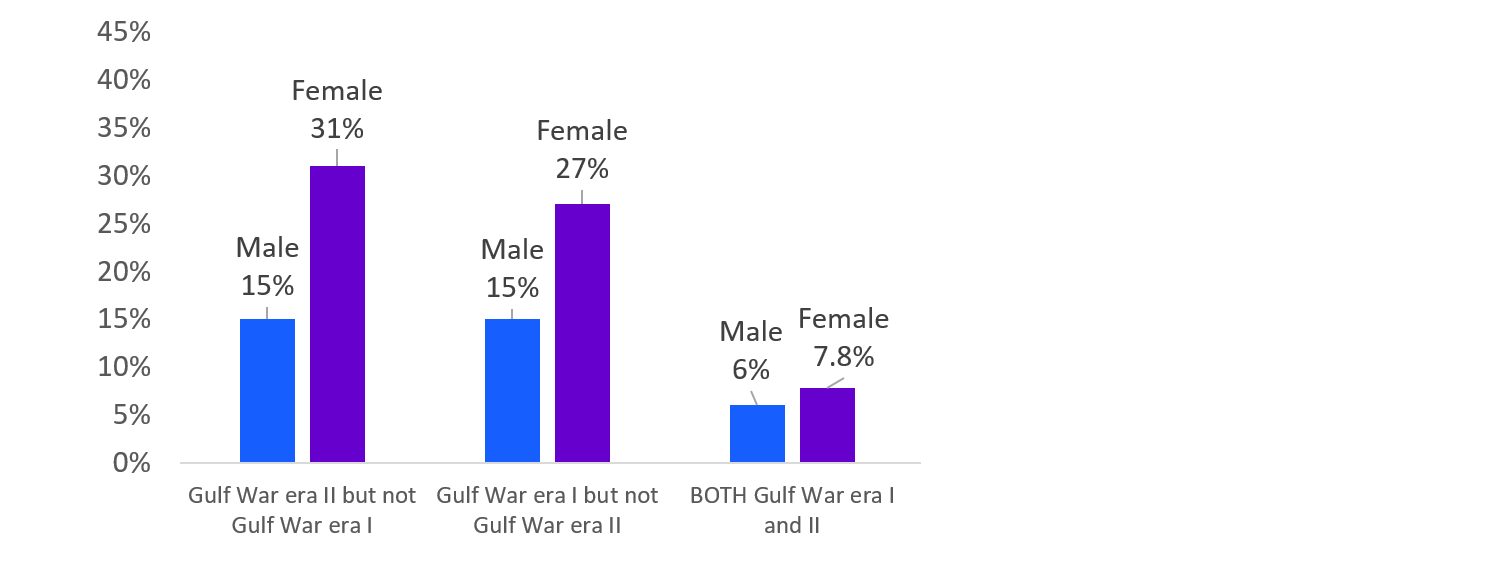 45%
40%
35%
30%
25%
20%
15%
10%
5%
0%
Female
31%
Male
15%
Female
27%
Male
15%
Male
6%
Female
7.8%
Gulf War era II but not
Gulf War era I
Gulf War era I but not
Gulf War era II
BOTH Gulf War era I
and II